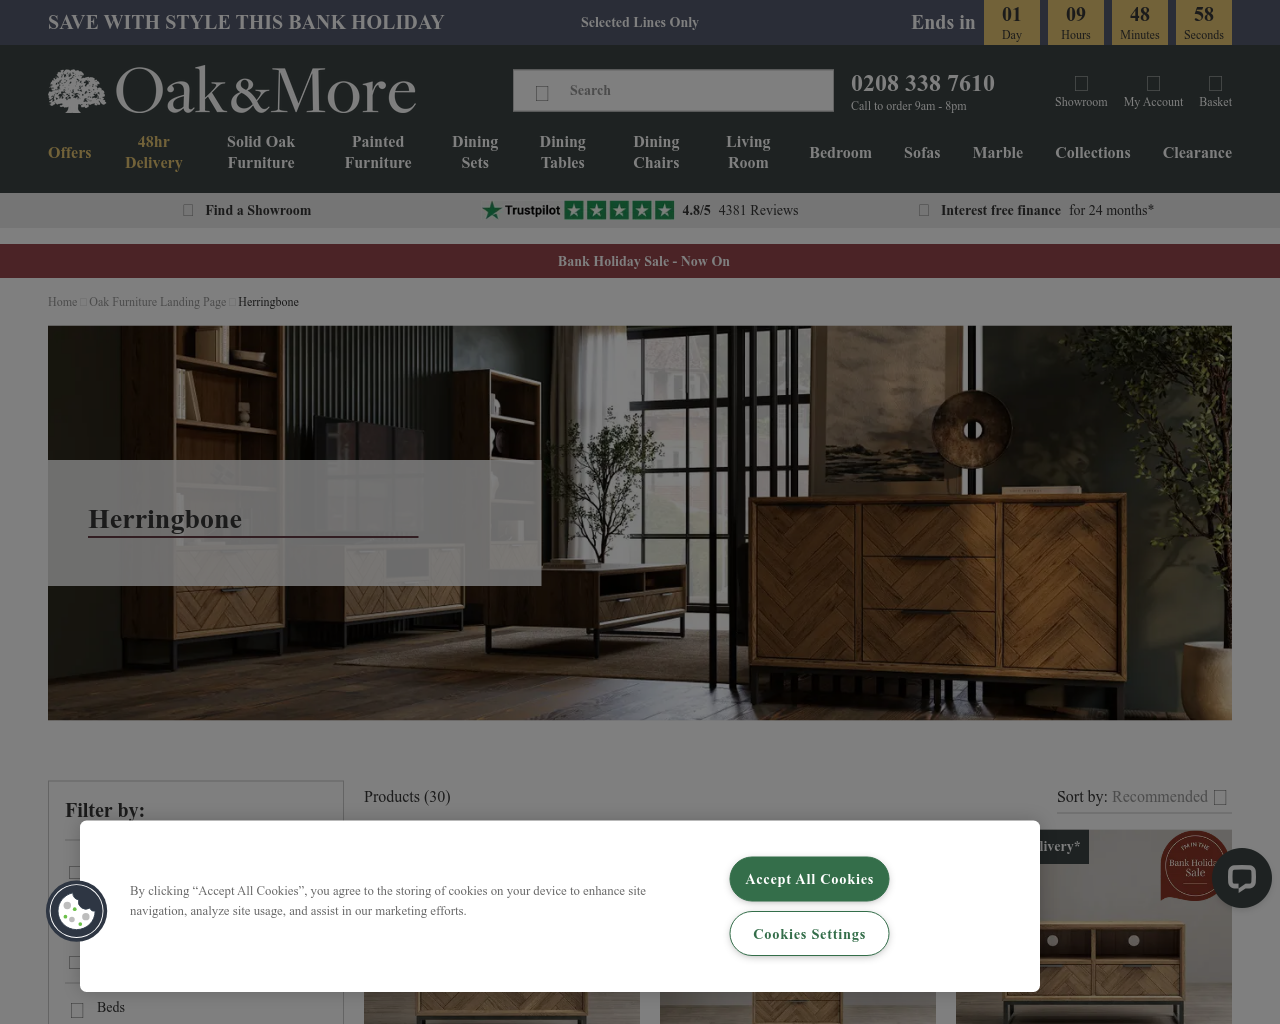 SAVE WITH STYLE THIS BANK HOLIDAY
Selected Lines Only
Ends in
01 09 48 58
Day Hours Minutes Seconds
Oak&More
Search
0208 338 7610
Call to order 9am - 8pm
Showroom My Account Basket
Offers
48hr Delivery
Solid Oak Furniture
Painted Furniture
Dining Sets
Dining Tables
Dining Chairs
Living Room
Bedroom
Sofas
Marble
Collections
Clearance
Find a Showroom
Trustpilot 4.8/5 4381 Reviews
Interest free finance for 24 months*
Bank Holiday Sale - Now On
Home Oak Furniture Landing Page Herringbone
Herringbone
Filter by:
Products (30)
Sort by: Recommended
livery*
I'M IN THE
Bank Holiday
Sale
By clicking “Accept All Cookies”, you agree to the storing of cookies on your device to enhance site
navigation, analyze site usage, and assist in our marketing efforts.
Accept All Cookies
Cookies Settings
Beds